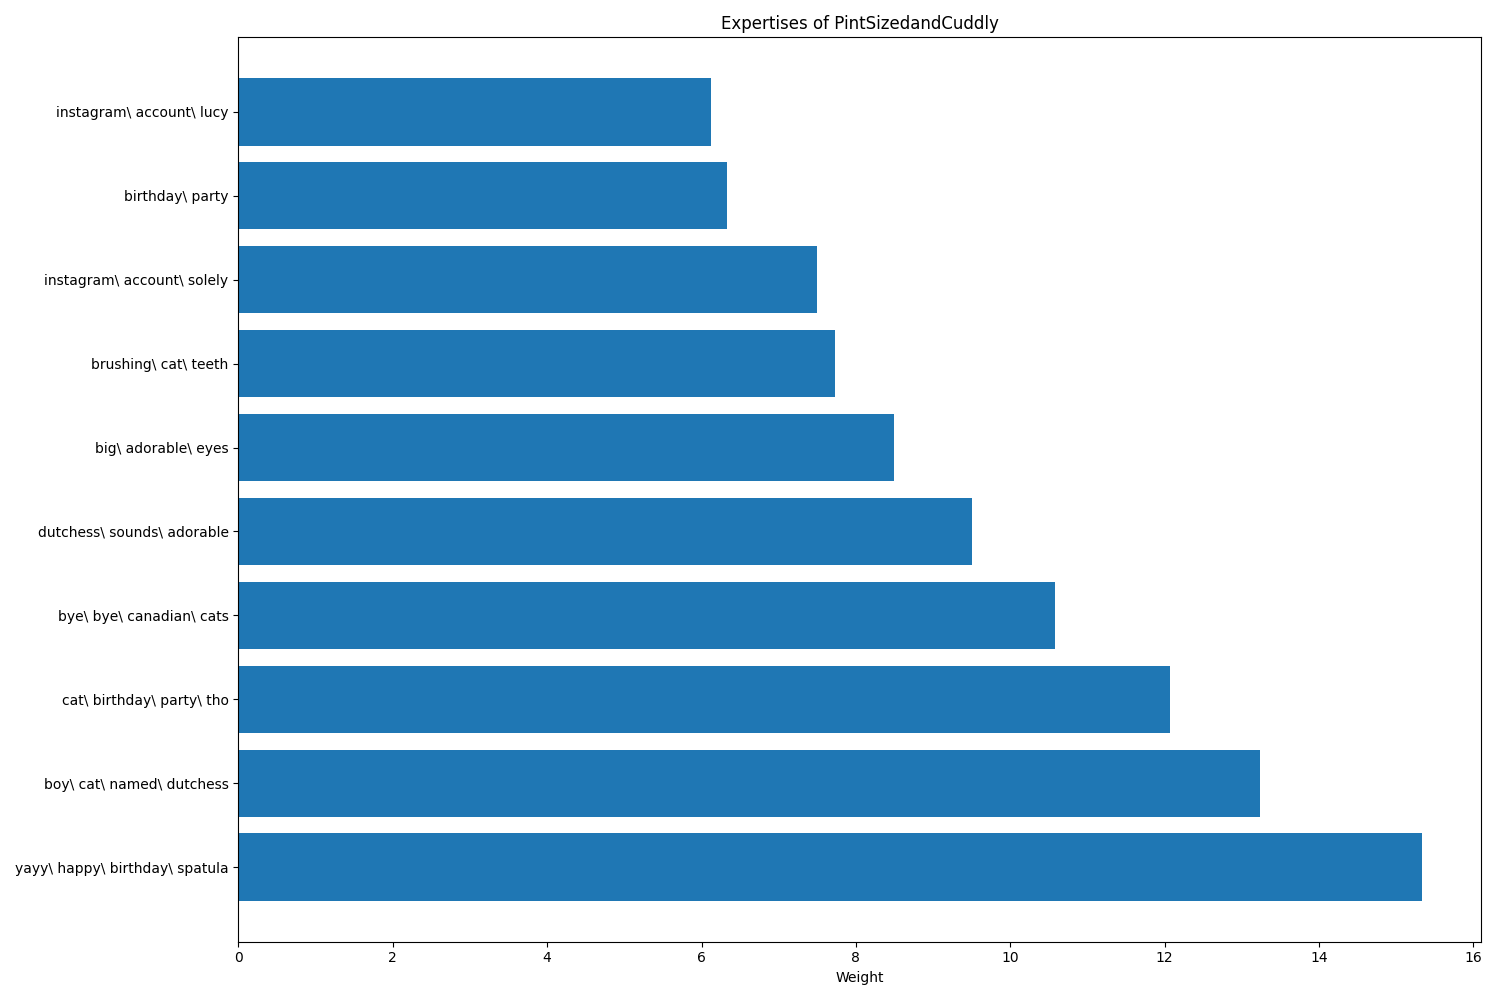 Expertises of PintSizedandCuddly
instagram\ account\ lucy
birthday\ party
instagram\ account\ solely
brushing\ cat\ teeth
big\ adorable\ eyes
dutchess\ sounds\ adorable
bye\ bye\ canadian\ cats
cat\ birthday\ party\ tho
boy\ cat\ named\ dutchess
yayy\ happy\ birthday\ spatula
0 2 4 6 8 10 12 14 16
Weight